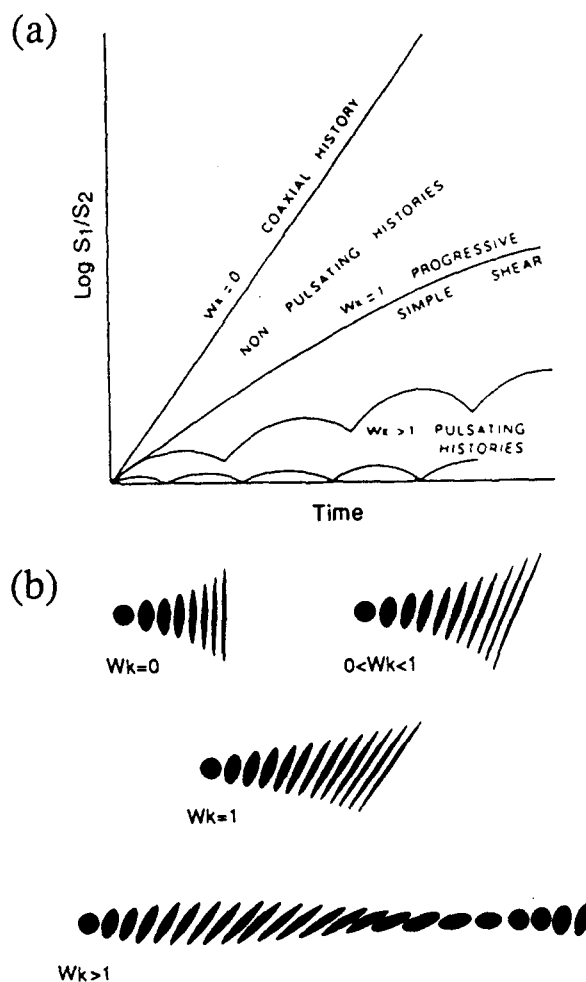 (a)
Log S1/S2
Wk = 0 COAXIAL HISTORY
NON PULSATING HISTORIES
Wk=1 PROGRESSIVE
SIMPLE SHEAR
Wk >1 PULSATING
HISTORIES
Time
(b)
Wk=0
0<Wk<1
Wk=1
Wk>1